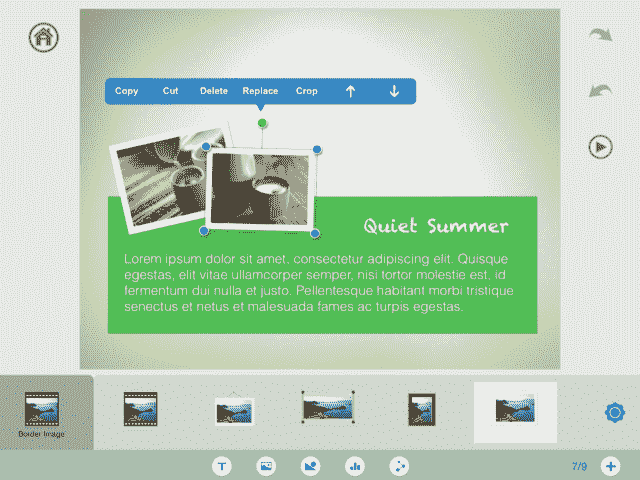 Copy Cut Delete Replace Crop
Quiet Summer
Lorem ipsum dolor sit amet, consectetur adipiscing elit. Quisque
egestas, elit vitae ullamcorper semper, nisi tortor molestie est, id
fermentum dui nulla et justo. Pellentesque habitant morbi tristique
senectus et netus et malesuada fames ac turpis egestas.
Border Image
T
7/9